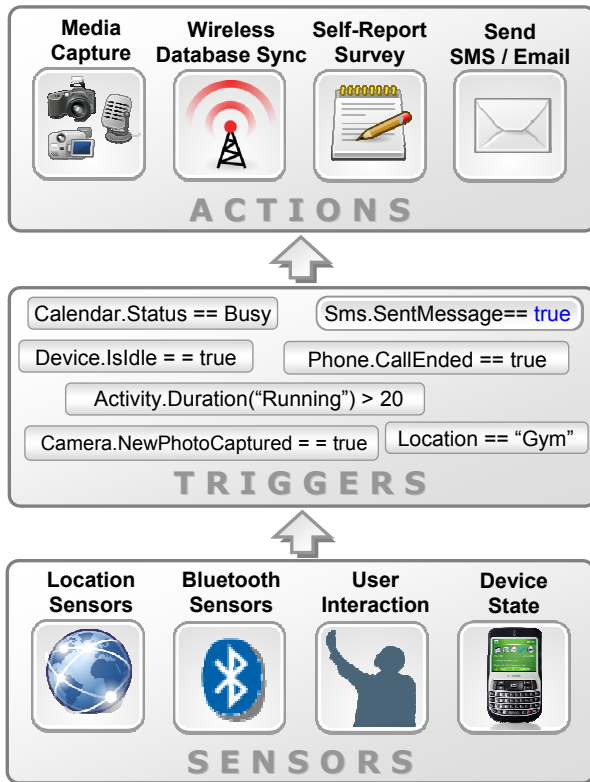 Media
Capture
Wireless
Database Sync
Self-Report
Survey
Send
SMS / Email
ACTIONS
Calendar.Status == Busy
Sms.SentMessage== true
Device.IsIdle = = true
Phone.CallEnded == true
Activity.Duration(“Running”) > 20
Camera.NewPhotoCaptured = = true
Location == “Gym”
TRIGGERS
Location
Sensors
Bluetooth
Sensors
User
Interaction
Device
State
SENSORS